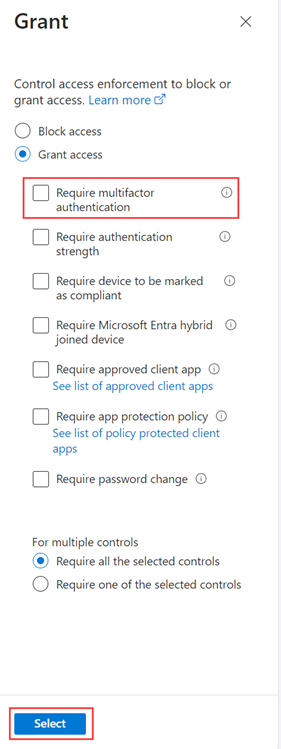 Grant
Control access enforcement to block or
grant access. Learn more
Block access
Grant access
Require multifactor
authentication
Require authentication
strength
Require device to be marked
as compliant
Require Microsoft Entra hybrid
joined device
Require approved client app
See list of approved client apps
Require app protection policy
See list of policy protected client
apps
Require password change
For multiple controls
Require all the selected controls
Require one of the selected controls
Select